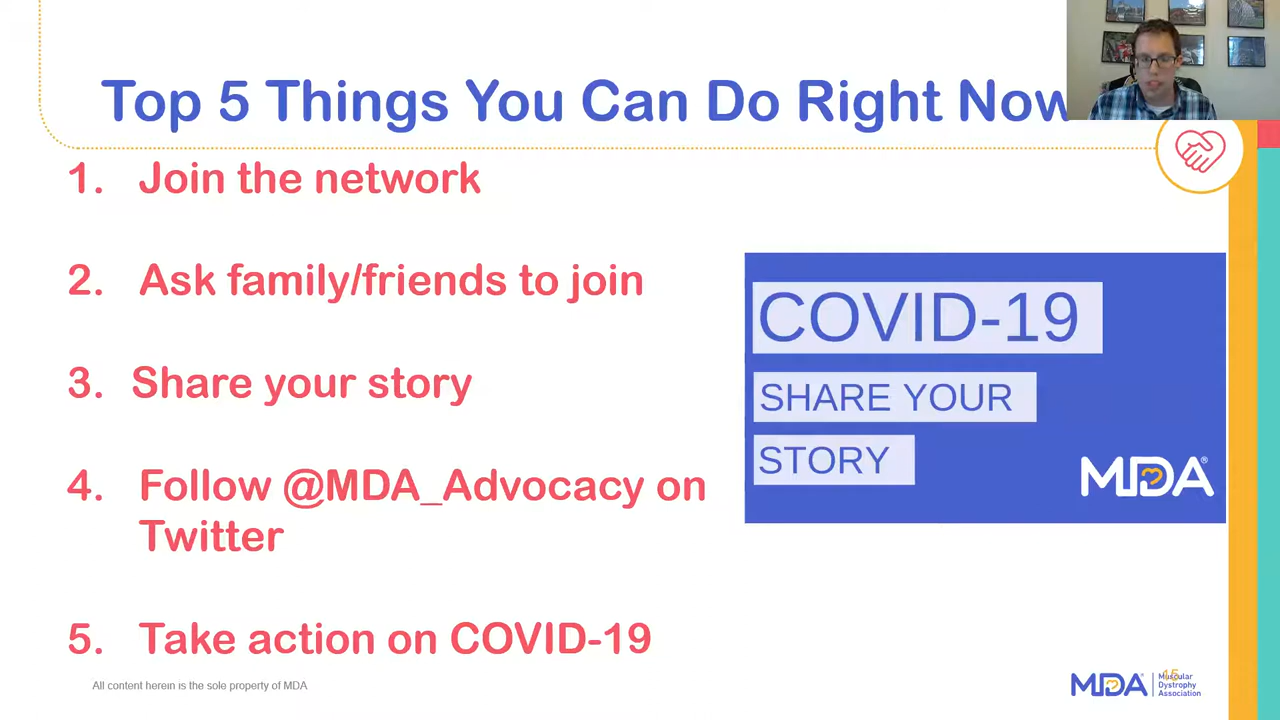 Top 5 Things You Can Do Right Now
1. Join the network
2. Ask family/friends to join
3. Share your story
4. Follow @MDA_Advocacy on
Twitter
5. Take action on COVID-19
COVID-19
SHARE YOUR
STORY
MDA®
All content herein is the sole property of MDA
MDA
15
Muscular
Dystrophy
Association